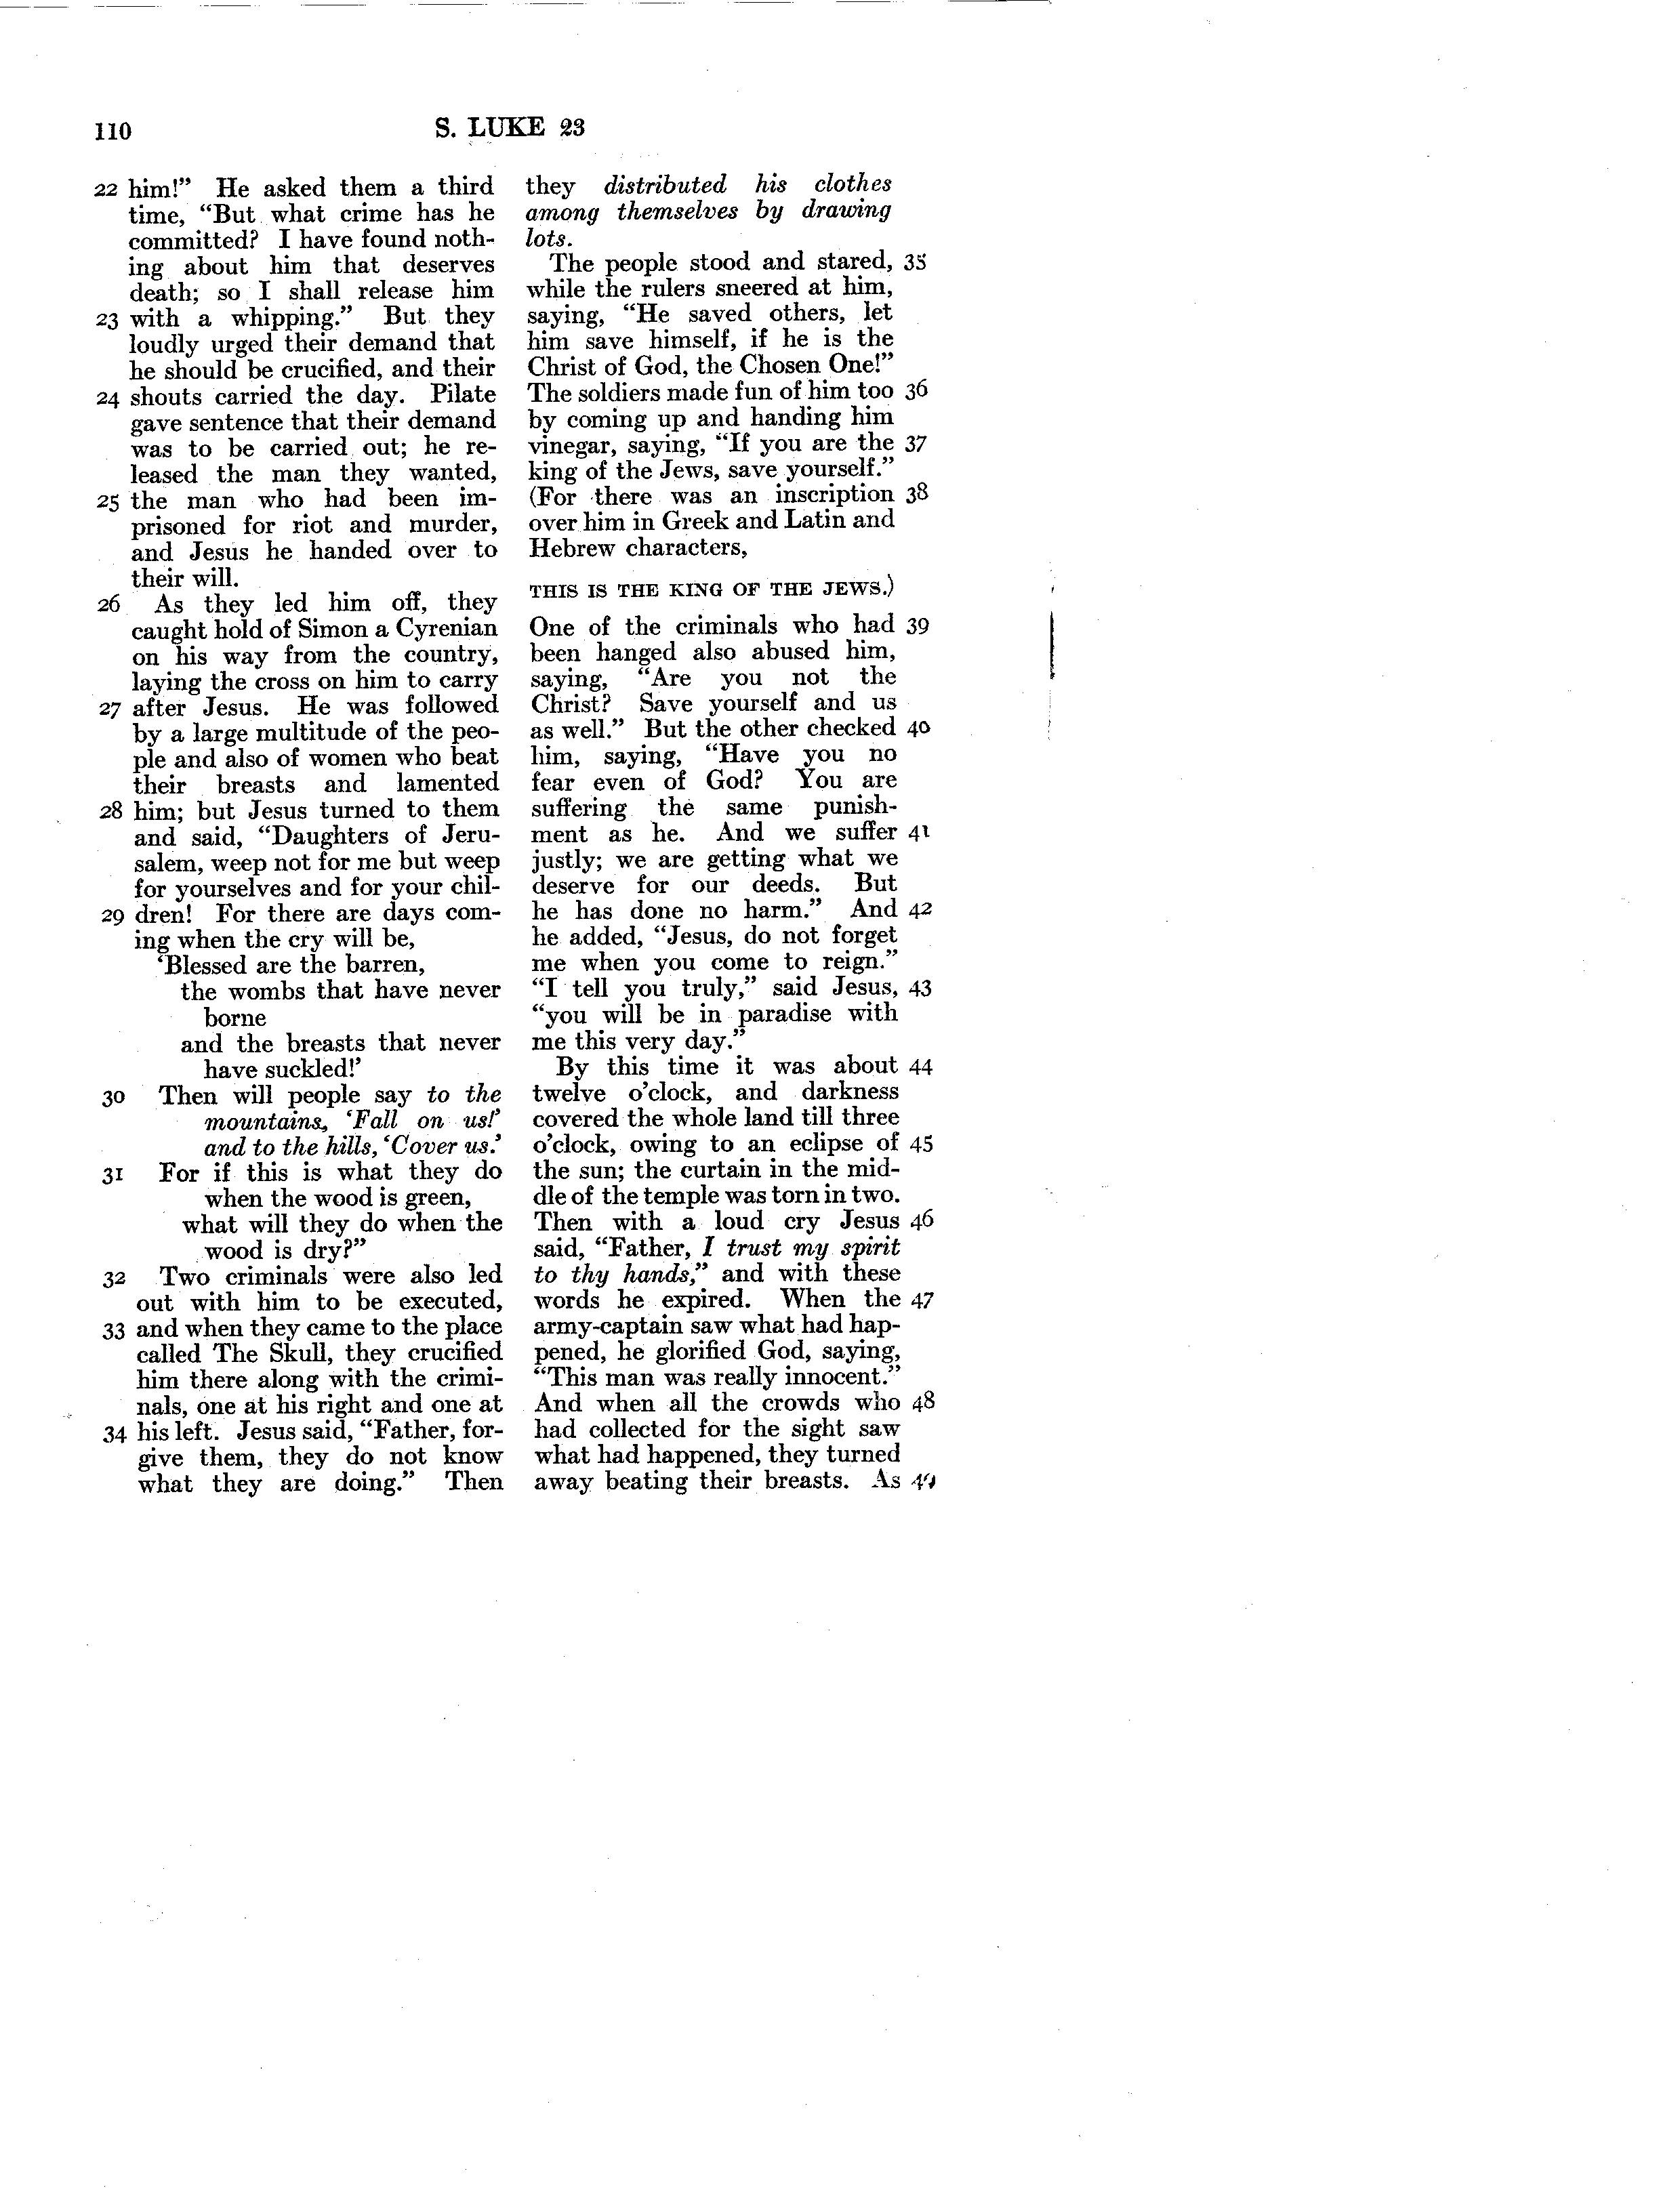 110
S. LUKE 23
22 him!” He asked them a third
time, “But what crime has he
committed? I have found noth-
ing about him that deserves
death; so I shall release him
23 with a whipping.” But they
loudly urged their demand that
he should be crucified, and their
24 shouts carried the day. Pilate
gave sentence that their demand
was to be carried out; he re-
leased the man they wanted,
25 the man who had been im-
prisoned for riot and murder,
and Jesus he handed over to
their will.
26 As they led him off, they
caught hold of Simon a Cyrenian
on his way from the country,
laying the cross on him to carry
27 after Jesus. He was followed
by a large multitude of the peo-
ple and also of women who beat
their breasts and lamented
28 him; but Jesus turned to them
and said, “Daughters of Jeru-
salem, weep not for me but weep
for yourselves and for your chil-
29 dren! For there are days com-
ing when the cry will be,
‘Blessed are the barren,
the wombs that have never
borne
and the breasts that never
have suckled!’
30 Then will people say to the
mountains, ‘Fall on us!’
and to the hills, ‘Cover us.’
31 For if this is what they do
when the wood is green,
what will they do when the
wood is dry?”
32 Two criminals were also led
out with him to be executed,
33 and when they came to the place
called The Skull, they crucified
him there along with the crimi-
nals, one at his right and one at
34 his left. Jesus said, “Father, for-
give them, they do not know
what they are doing.” Then
they distributed his clothes
among themselves by drawing
lots.
The people stood and stared, 35
while the rulers sneered at him,
saying, “He saved others, let
him save himself, if he is the
Christ of God, the Chosen One!”
The soldiers made fun of him too 36
by coming up and handing him
vinegar, saying, “If you are the 37
king of the Jews, save yourself.”
(For there was an inscription 38
over him in Greek and Latin and
Hebrew characters,
THIS IS THE KING OF THE JEWS.)
One of the criminals who had 39
been hanged also abused him,
saying, “Are you not the
Christ? Save yourself and us
as well.” But the other checked 40
him, saying, “Have you no
fear even of God? You are
suffering the same punish-
ment as he. And we suffer 41
justly; we are getting what we
deserve for our deeds. But
he has done no harm.” And 42
he added, “Jesus, do not forget
me when you come to reign.”
“I tell you truly,” said Jesus, 43
“you will be in paradise with
me this very day.”
By this time it was about 44
twelve o’clock, and darkness
covered the whole land till three
o’clock, owing to an eclipse of 45
the sun; the curtain in the mid-
dle of the temple was torn in two.
Then with a loud cry Jesus 46
said, “Father, I trust my spirit
to thy hands,” and with these
words he expired. When the 47
army-captain saw what had hap-
pened, he glorified God, saying,
“This man was really innocent.”
And when all the crowds who 48
had collected for the sight saw
what had happened, they turned
away beating their breasts. As 49